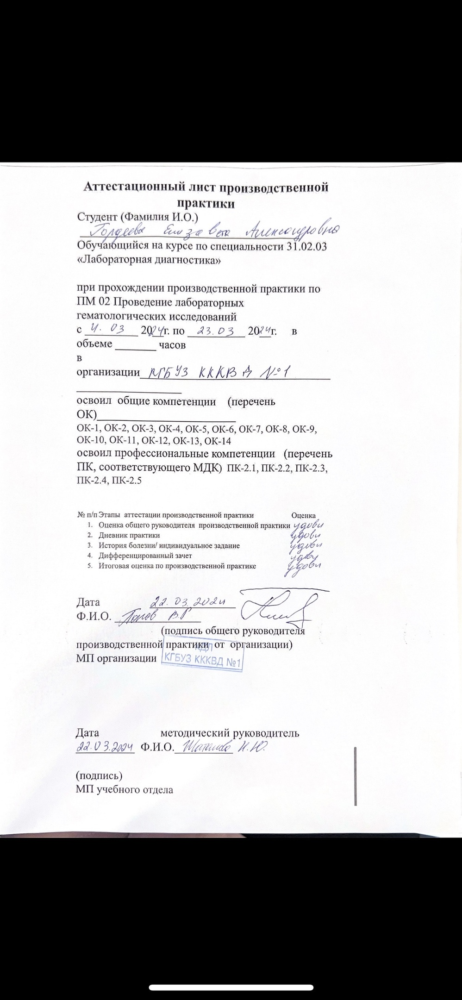 Аттестационный лист производственной
практики
Студент (Фамилия И.О.)
Гордеева Елизавета Александровна
Обучающийся на курсе по специальности 31.02.03
«Лабораторная диагностика»
при прохождении производственной практики по
ПМ 02 Проведение лабораторных
гематологических исследований
с 4. 03 2024г. по 23.03 2024г. в
объеме ________ часов
в
организации КГБУЗ КККВД №1
освоил общие компетенции (перечень
ОК)
ОК-1, ОК-2, ОК-3, ОК-4, ОК-5, ОК-6, ОК-7, ОК-8, ОК-9,
ОК-10, ОК-11, ОК-12, ОК-13, ОК-14
освоил профессиональные компетенции (перечень
ПК, соответствующего МДК) ПК-2.1, ПК-2.2, ПК-2.3,
ПК-2.4, ПК-2.5
№ п/п Этапы аттестации производственной практики Оценка
1. Оценка общего руководителя производственной практики удовл
2. Дневник практики удовл
3. История болезни/ индивидуальное задание удовл
4. Дифференцированный зачет удовл
5. Итоговая оценка по производственной практике удовл
Дата 22.03.2024
Ф.И.О. В.Г
(подпись общего руководителя
производственной практики от организации)
КДЛ
МП организации КГБУЗ КККВД №1
Дата методический руководитель
22.03.2024 Ф.И.О. Н.Ю.
(подпись)
МП учебного отдела